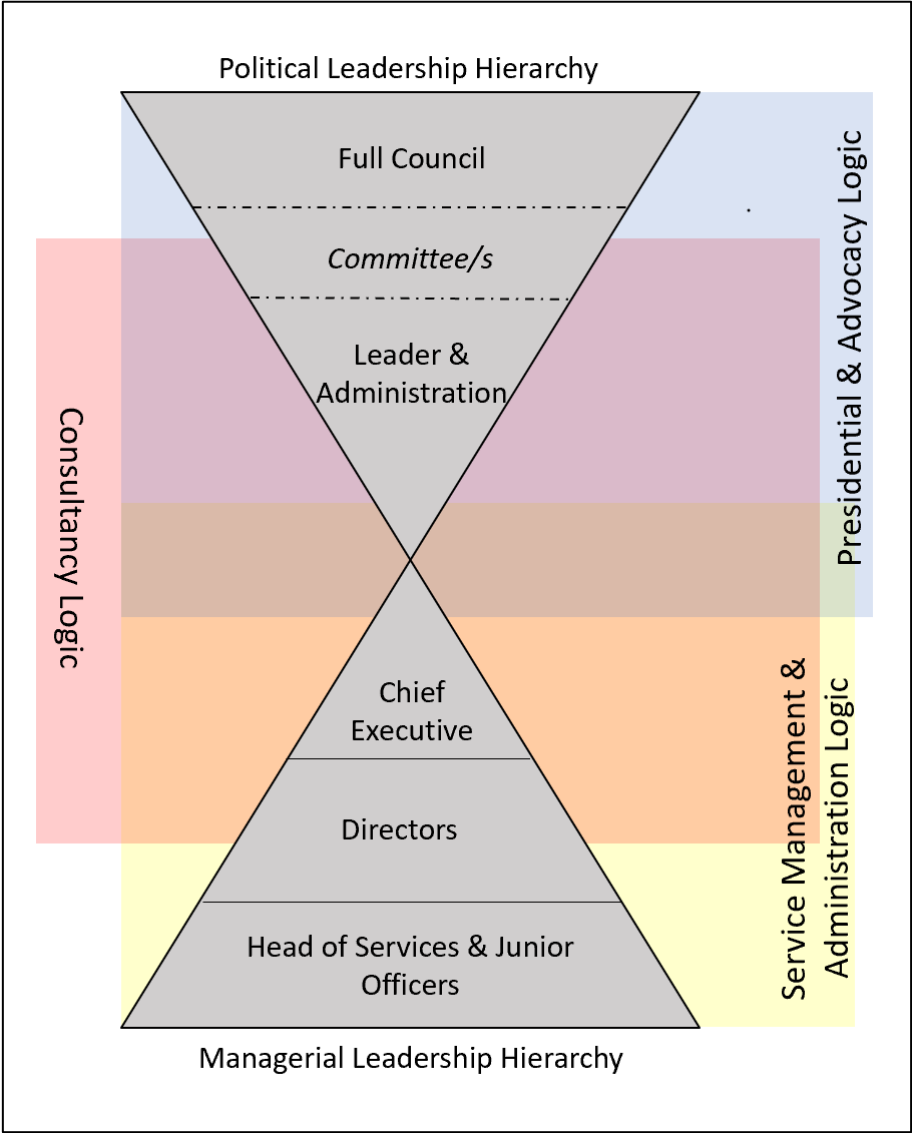 Political Leadership Hierarchy
Full Council
Committee/s
Leader &
Administration
Presidential & Advocacy Logic
Consultancy Logic
Chief
Executive
Directors
Service Management &
Administration Logic
Head of Services & Junior
Officers
Managerial Leadership Hierarchy